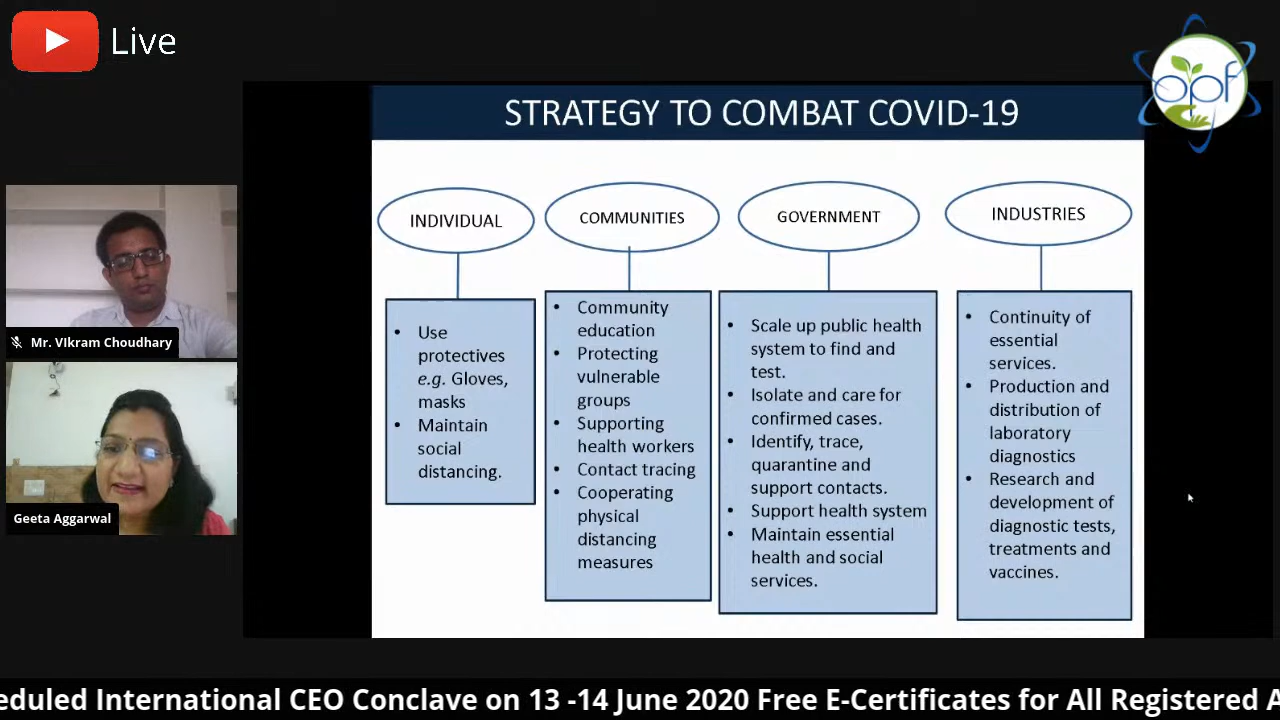 Live
opf
STRATEGY TO COMBAT COVID-19
INDIVIDUAL
• Use
protectives
e.g. Gloves,
masks
• Maintain
social
distancing.
COMMUNITIES
• Community
education
• Protecting
vulnerable
groups
• Supporting
health workers
• Contact tracing
• Cooperating
physical
distancing
measures
GOVERNMENT
• Scale up public health
system to find and
test.
• Isolate and care for
confirmed cases.
• Identify, trace,
quarantine and
support contacts.
• Support health system
• Maintain essential
health and social
services.
INDUSTRIES
• Continuity of
essential
services.
• Production and
distribution of
laboratory
diagnostics
• Research and
development of
diagnostic tests,
treatments and
vaccines.
Mr. VIkram Choudhary
Geeta Aggarwal
eduled International CEO Conclave on 13 -14 June 2020 Free E-Certificates for All Registered A